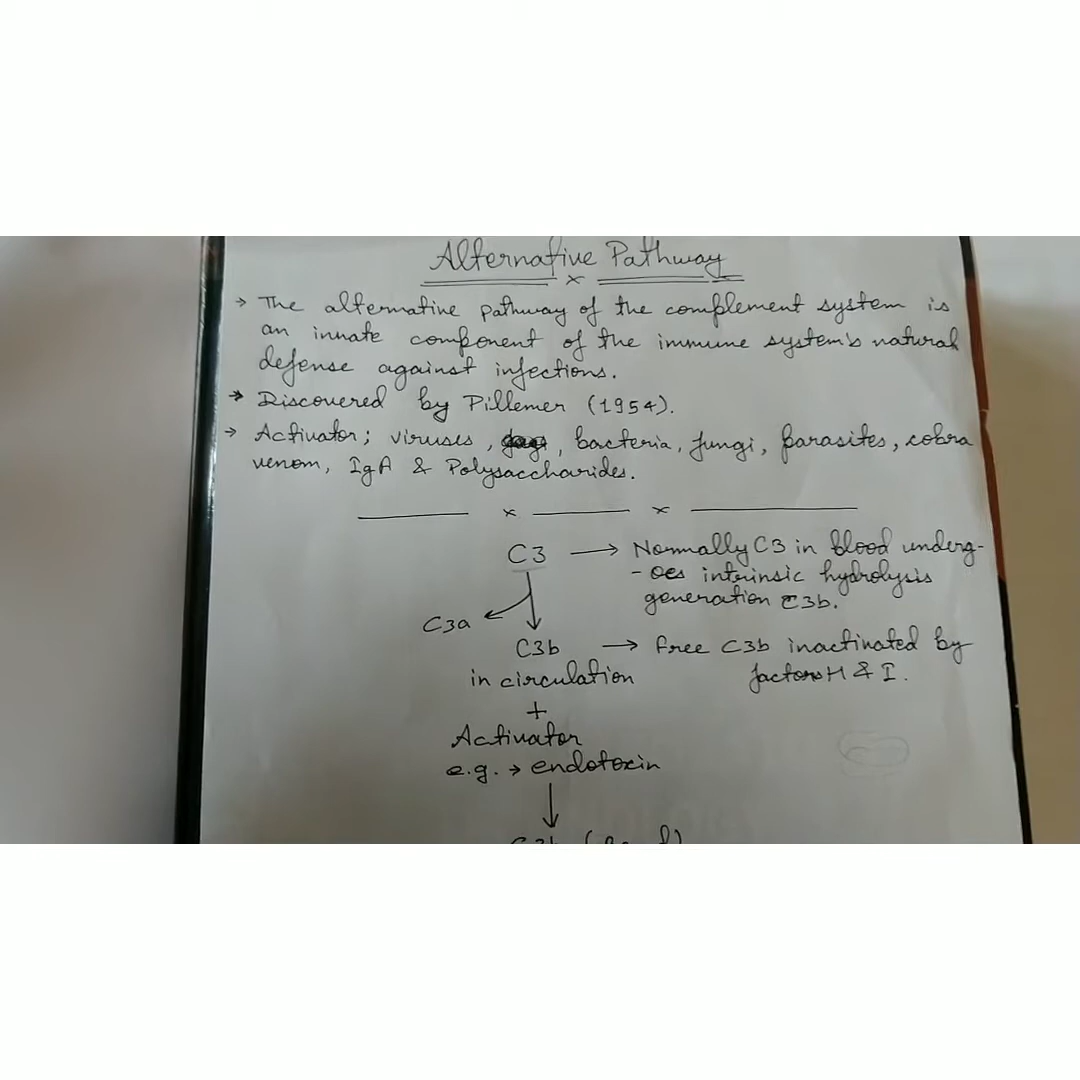 Alternative Pathway
x
→ The alternative pathway of the complement system is
an innate component of the immune system's natural
defense against infections.
→ Discovered by Pillemer (1954).
→ Activator; viruses, , bacteria, fungi, parasites, cobra
venom, IgA & Polysaccharides.
x x
C3 → Normally C3 in blood underg-
- oes intrinsic hydrolysis
generation C3b.
C3a
C3b → free C3b inactivated by
in circulation factors H & I.
+
Activator
e.g. → endotoxin